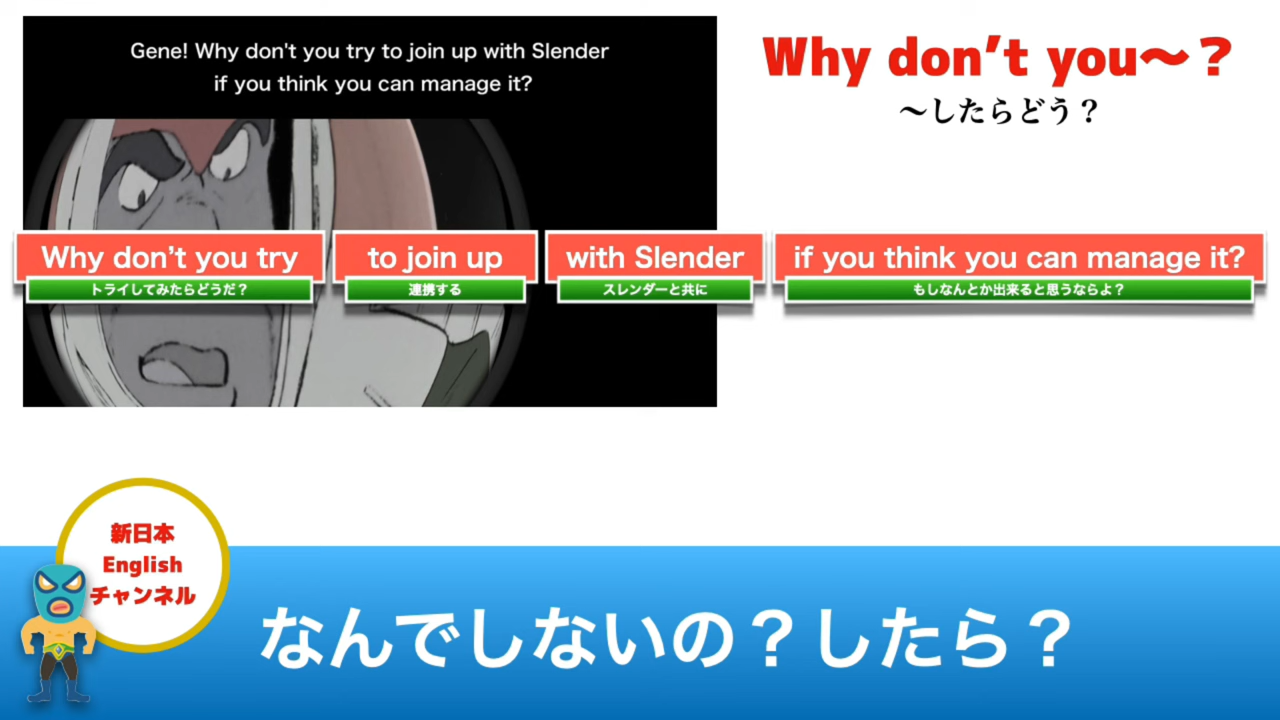 Gene! Why don't you try to join up with Slender
if you think you can manage it?
Why don't you～？
～したらどう？
Why don't you try
トライしてみたらどうだ？
to join up
連携する
with Slender
スレンダーと共に
if you think you can manage it?
もしなんとか出来ると思うならよ？
新日本
English
チャンネル
なんでしないの？したら？